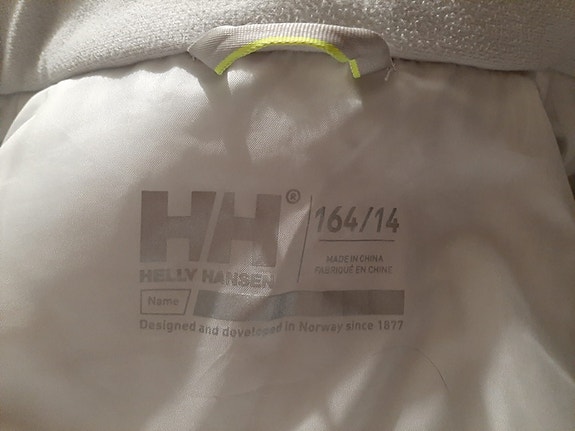 HH®
HELLY HANSEN
164/14
MADE IN CHINA
FABRIQUÉ EN CHINE
Name
Designed and developed in Norway since 1877